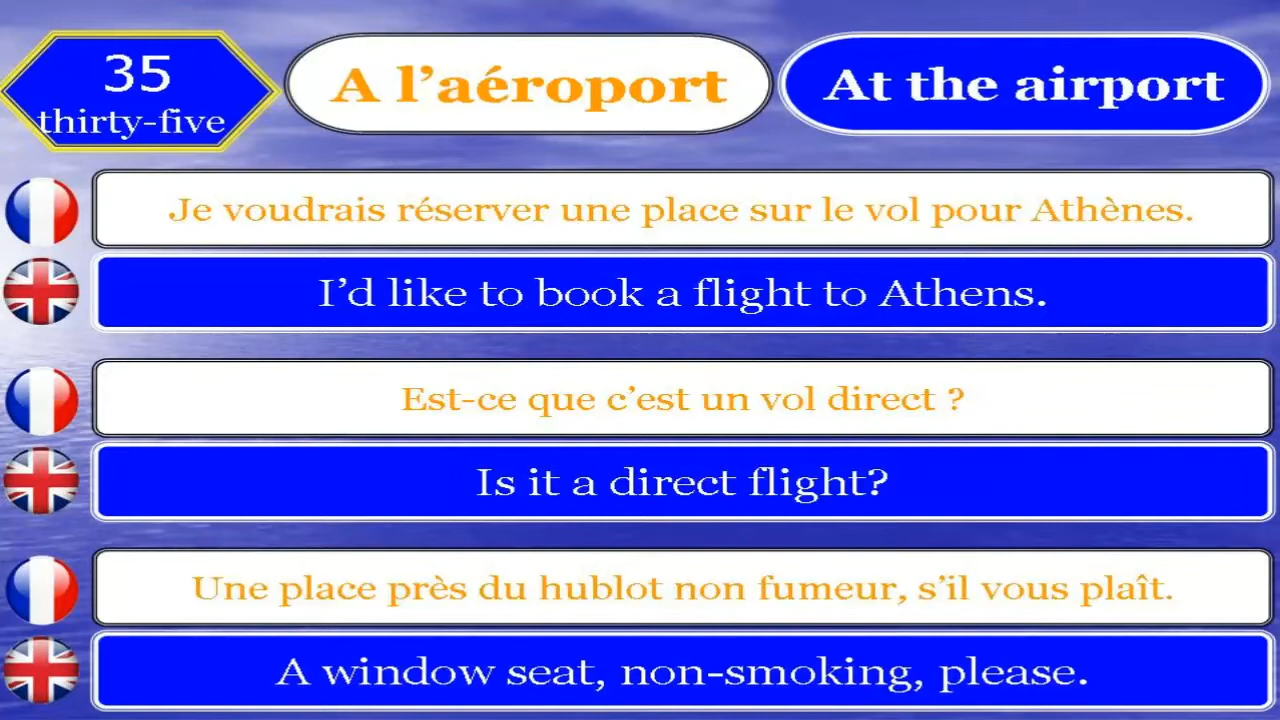 35
thirty-five
A l’aéroport
At the airport
Je voudrais réserver une place sur le vol pour Athènes.
I’d like to book a flight to Athens.
Est-ce que c’est un vol direct ?
Is it a direct flight?
Une place près du hublot non fumeur, s’il vous plaît.
A window seat, non-smoking, please.